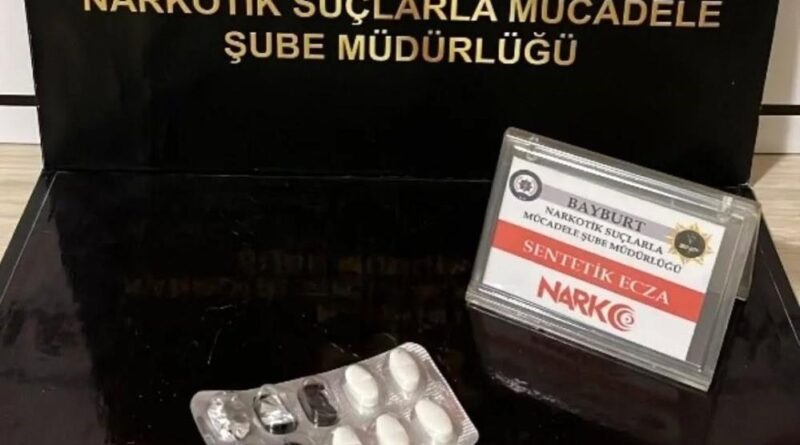 NARKOTİK SUÇLARLA MÜCADELE
ŞUBE MÜDÜRLÜĞÜ
BAYBURT
NARKOTİK SUÇLARLA
MÜCADELE ŞUBE MÜDÜRLÜĞÜ
SENTETİK ECZA
NARKO